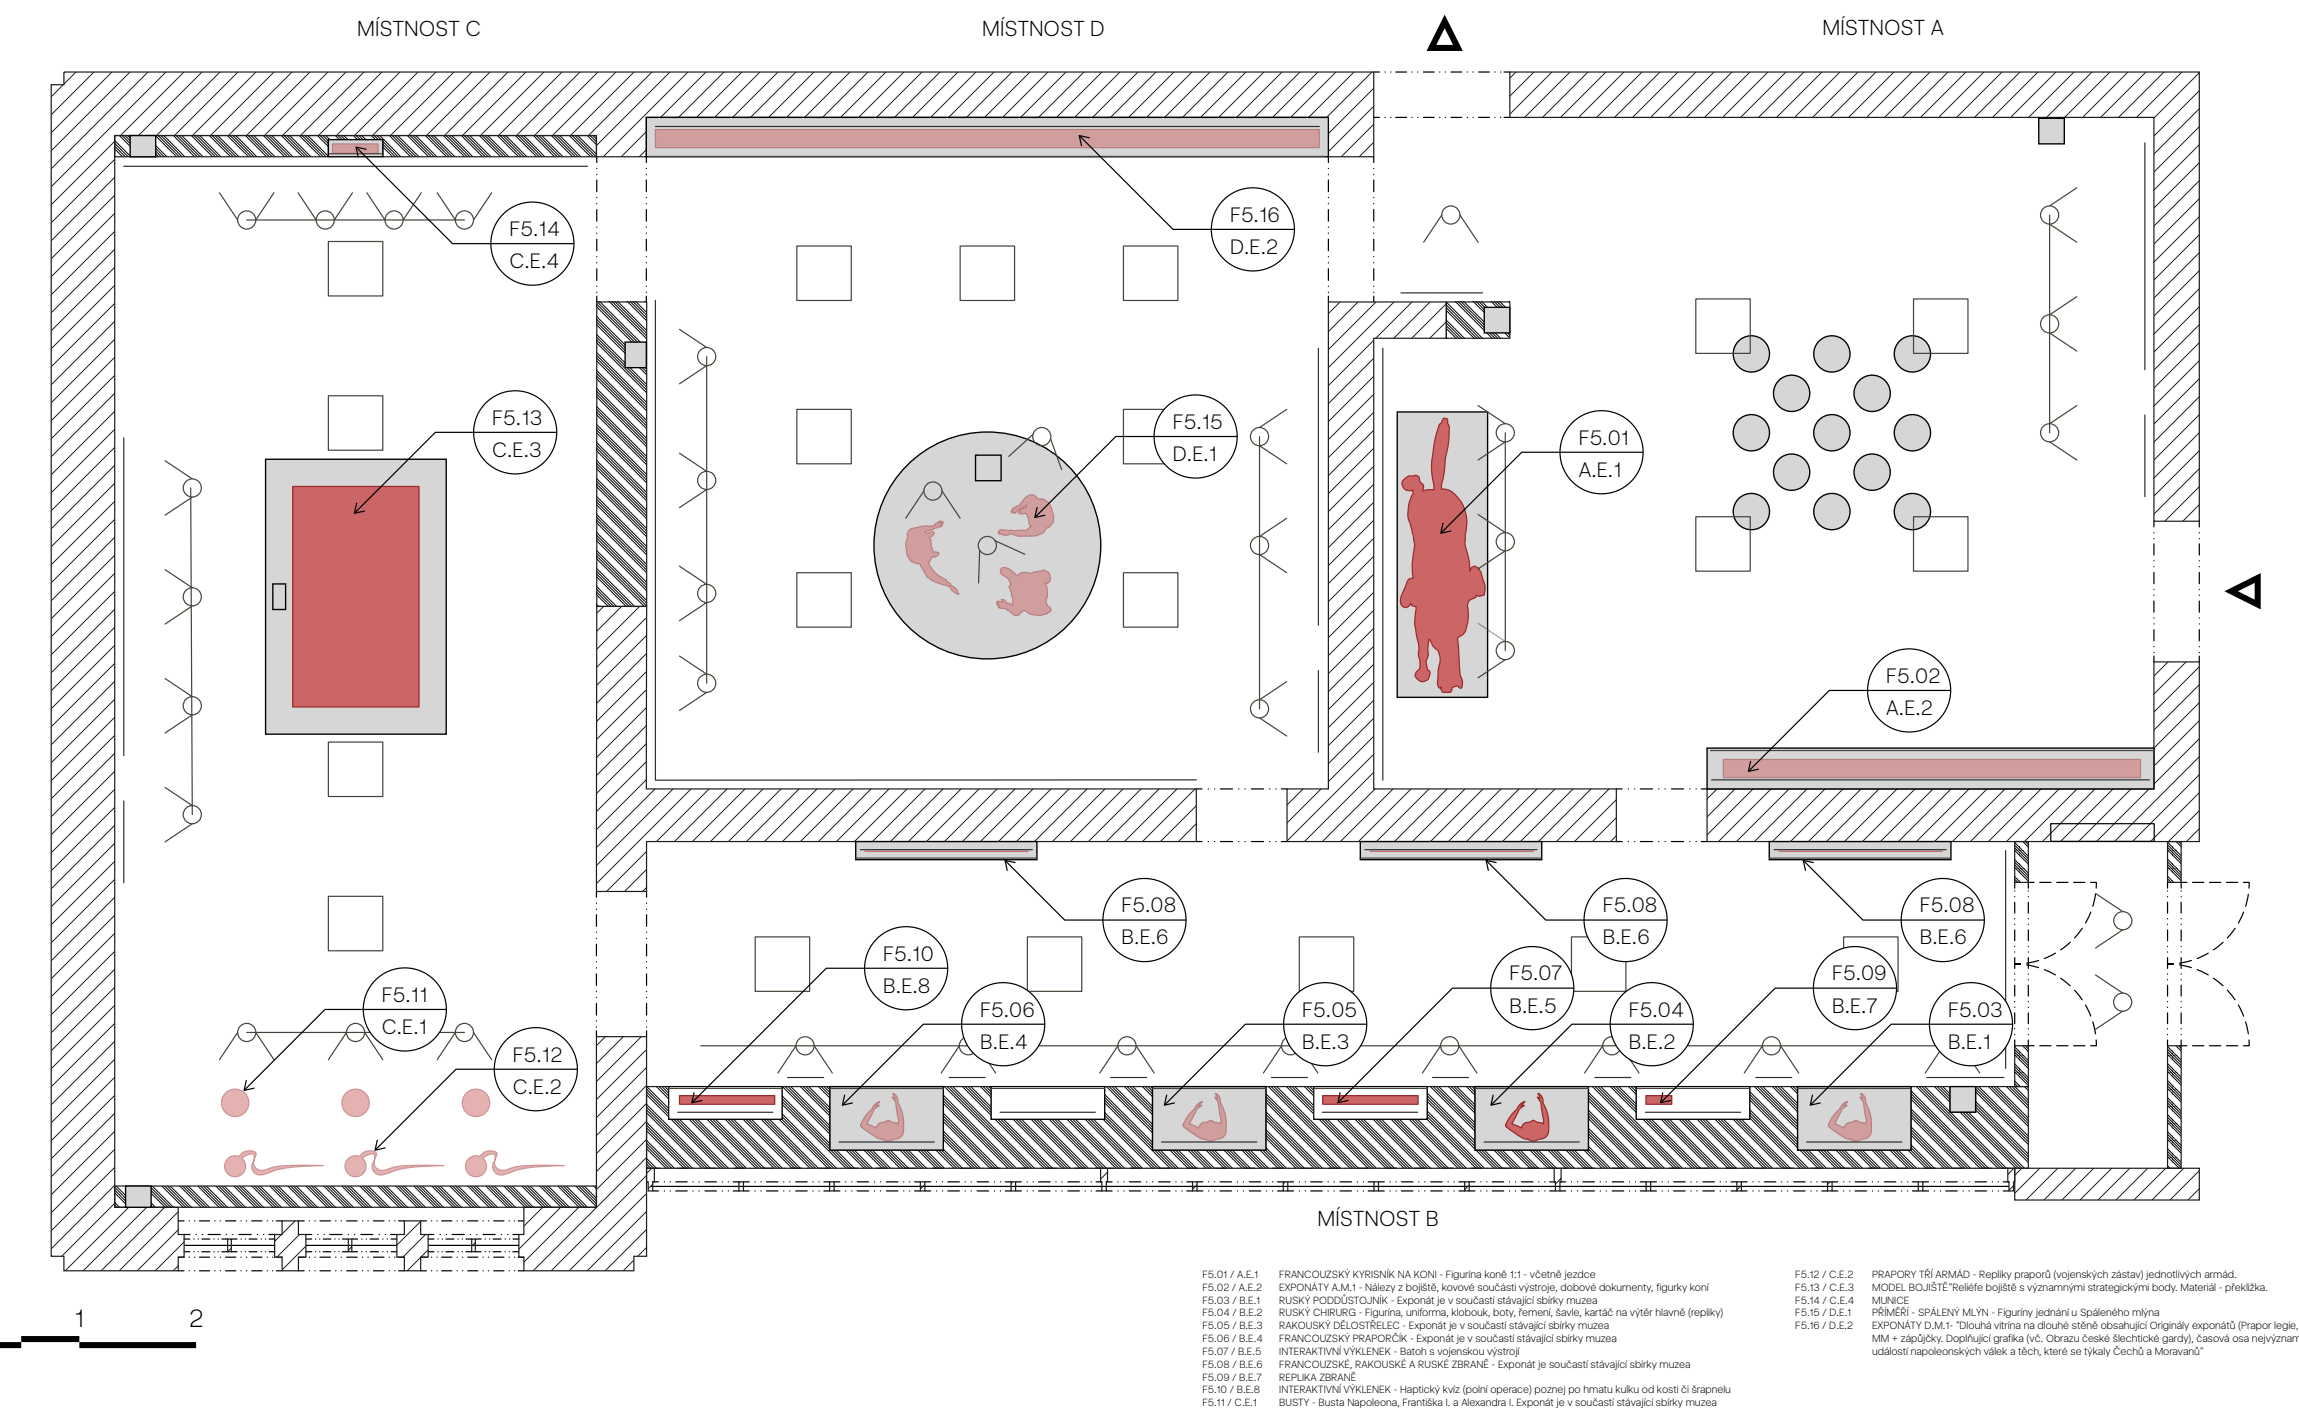 MÍSTNOST C
MÍSTNOST D
MÍSTNOST A
F5.14
C.E.4
F5.16
D.E.2
F5.13
C.E.3
F5.15
D.E.1
F5.01
A.E.1
F5.02
A.E.2
F5.08
B.E.6
F5.08
B.E.6
F5.08
B.E.6
F5.10
B.E.8
F5.07
B.E.5
F5.09
B.E.7
F5.11
C.E.1
F5.06
B.E.4
F5.05
B.E.3
F5.04
B.E.2
F5.03
B.E.1
F5.12
C.E.2
MÍSTNOST B
1
2
F5.01 / A.E.1 FRANCOUZSKÝ KYRISNÍK NA KONI - Figurína koně 1:1 - včetně jezdce
F5.02 / A.E.2 EXPONÁTY A.M.1 - Nálezy z bojiště, kovové součásti výstroje, dobové dokumenty, figurky koní
F5.03 / B.E.1 RUSKÝ PODDŮSTOJNÍK - Exponát je v součastí stávající sbírky muzea
F5.04 / B.E.2 RUSKÝ CHIRURG - Figurína, uniforma, klobouk, boty, řemení, šavle, kartáč na výtěr hlavně (repliky)
F5.05 / B.E.3 RAKOUSKÝ DĚLOSTŘELEC - Exponát je v součastí stávající sbírky muzea
F5.06 / B.E.4 FRANCOUZSKÝ PRAPORČÍK - Exponát je v součastí stávající sbírky muzea
F5.07 / B.E.5 INTERAKTIVNÍ VÝKLENEK - Batoh s vojenskou výstrojí
F5.08 / B.E.6 FRANCOUZSKÉ, RAKOUSKÉ A RUSKÉ ZBRANĚ - Exponát je součastí stávající sbírky muzea
F5.09 / B.E.7 REPLIKA ZBRANĚ
F5.10 / B.E.8 INTERAKTIVNÍ VÝKLENEK - Haptický kvíz (polní operace) poznej po hmatu kulku od kosti či šrapnelu
F5.11 / C.E.1 BUSTY - Busta Napoleona, Františka I. a Alexandra I. Exponát je v součastí stávající sbírky muzea
F5.12 / C.E.2 PRAPORY TŘÍ ARMÁD - Repliky praporů (vojenských zástav) jednotlivých armád.
F5.13 / C.E.3 MODEL BOJIŠTĚ "Reliéfe bojiště s významnými strategickými body. Materiál - překližka.
F5.14 / C.E.4 MUNICE
F5.15 / D.E.1 PŘÍMĚŘÍ - SPÁLENÝ MLÝN - Figuríny jednání u Spáleného mlýna
F5.16 / D.E.2 EXPONÁTY D.M.1- "Dlouhá vitrína na dlouhé stěně obsahující Originály exponátů (Prapor legie,
MM + zápůjčky. Doplňující grafika (vč. Obrazu české šlechtické gardy), časová osa nejvýznam
událostí napoleonských válek a těch, které se týkaly Čechů a Moravanů"